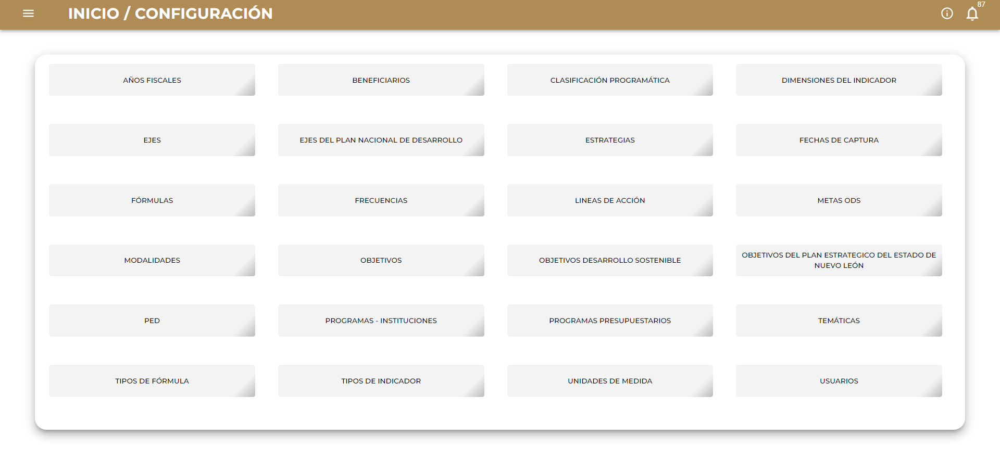 INICIO / CONFIGURACIÓN
87
AÑOS FISCALES
BENEFICIARIOS
CLASIFICACIÓN PROGRAMÁTICA
DIMENSIONES DEL INDICADOR
EJES
EJES DEL PLAN NACIONAL DE DESARROLLO
ESTRATEGIAS
FECHAS DE CAPTURA
FÓRMULAS
FRECUENCIAS
LINEAS DE ACCIÓN
METAS ODS
MODALIDADES
OBJETIVOS
OBJETIVOS DESARROLLO SOSTENIBLE
OBJETIVOS DEL PLAN ESTRATEGICO DEL ESTADO DE
NUEVO LEÓN
PED
PROGRAMAS - INSTITUCIONES
PROGRAMAS PRESUPUESTARIOS
TEMÁTICAS
TIPOS DE FÓRMULA
TIPOS DE INDICADOR
UNIDADES DE MEDIDA
USUARIOS